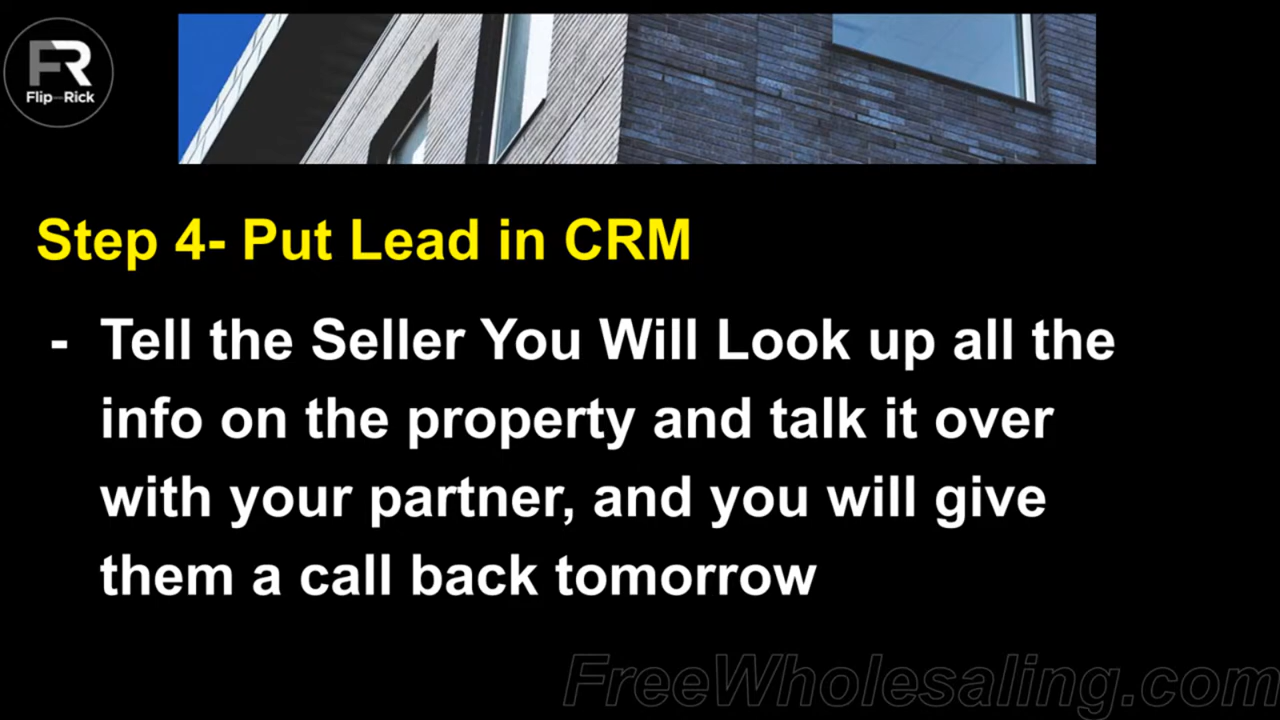 FR
Flip Rick
Step 4- Put Lead in CRM
- Tell the Seller You Will Look up all the
info on the property and talk it over
with your partner, and you will give
them a call back tomorrow
FreeWholesaling.com